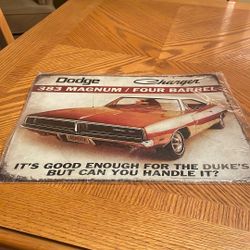 Dodge Charger
383 MAGNUM / FOUR BARREL
IT'S GOOD ENOUGH FOR THE DUKE'S
BUT CAN YOU HANDLE IT?